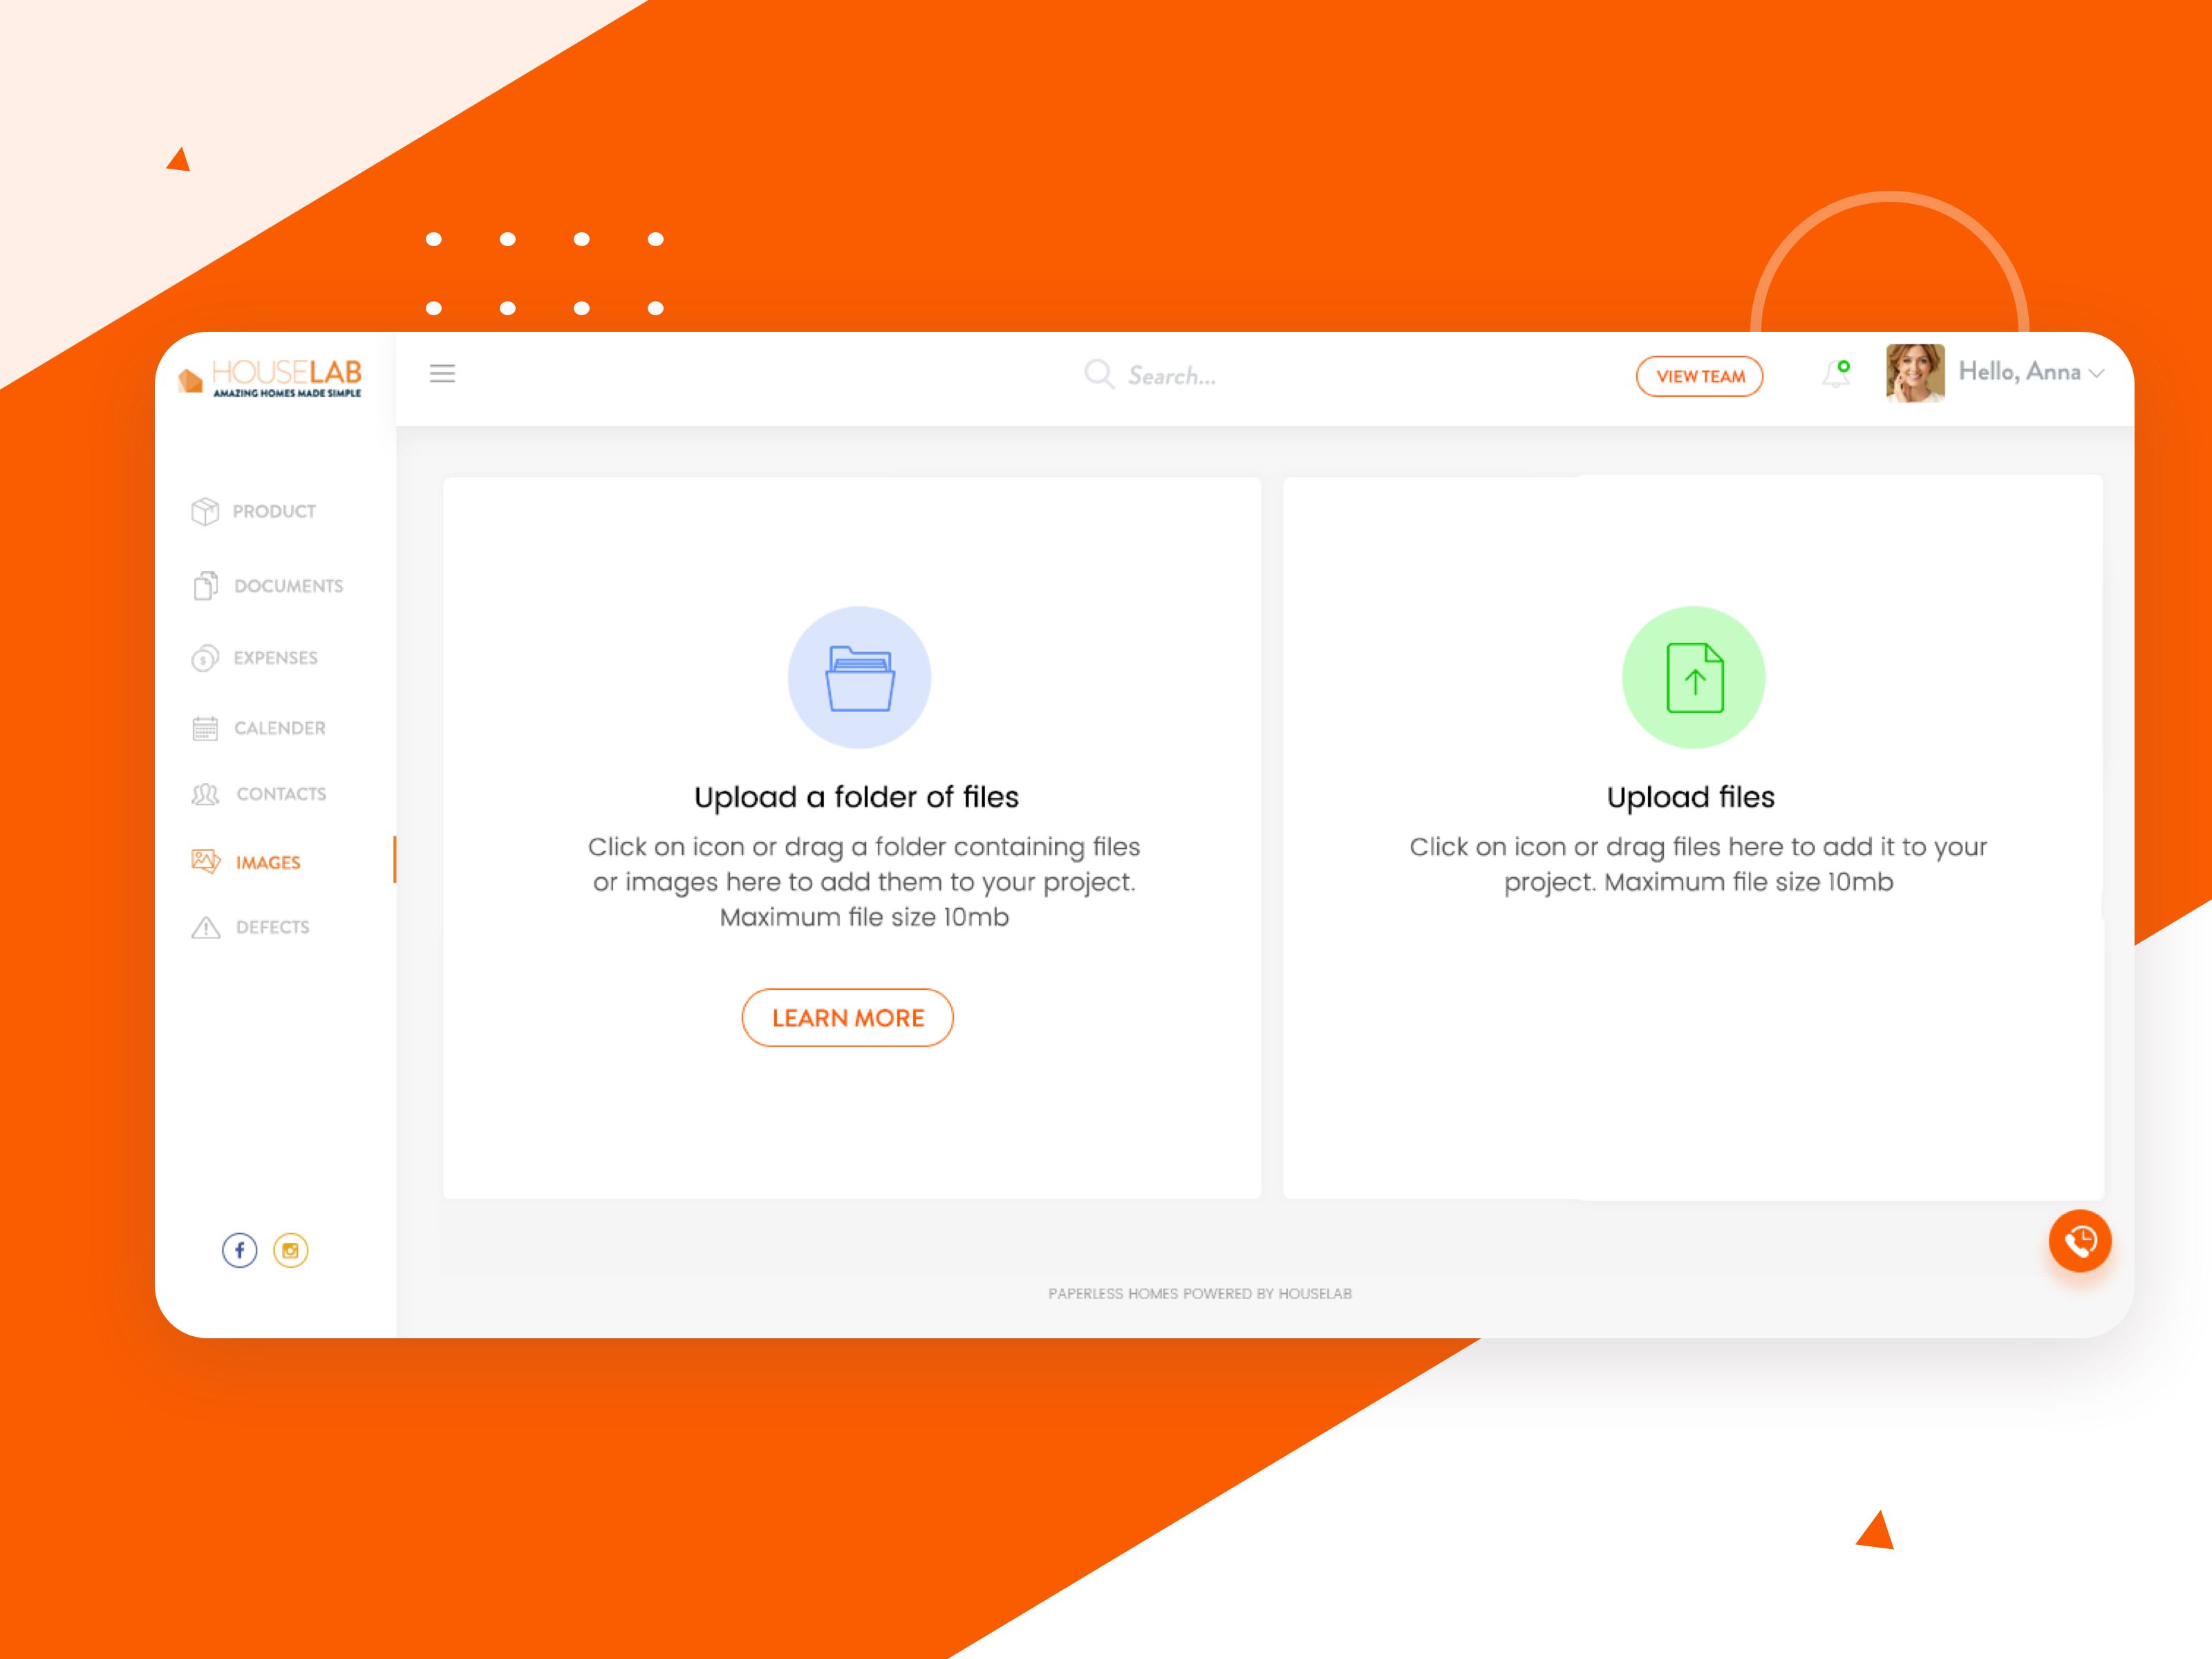 HOUSELAB
AMAZING HOMES MADE SIMPLE
Search...
VIEW TEAM
Hello, Anna
PRODUCT
DOCUMENTS
EXPENSES
CALENDER
CONTACTS
IMAGES
DEFECTS
Upload a folder of files
Click on icon or drag a folder containing files
or images here to add them to your project.
Maximum file size 10mb
LEARN MORE
Upload files
Click on icon or drag files here to add it to your
project. Maximum file size 10mb
PAPERLESS HOMES POWERED BY HOUSELAB